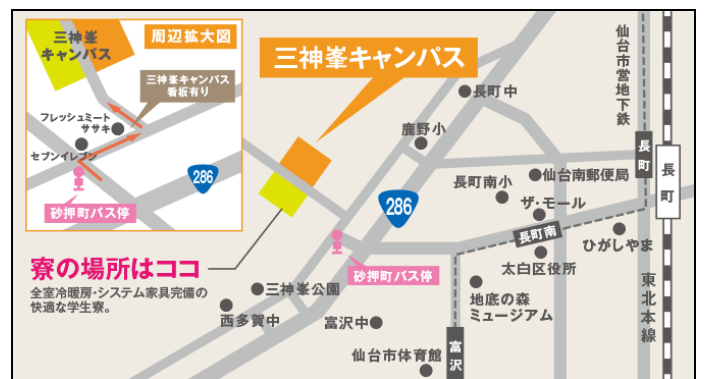 三神峯
キャンパス
周辺拡大図
三神峯キャンパス
看板有り
フレッシュミート
ササキ
セブンイレブン
286
砂押町バス停
三神峯キャンパス
長町中
鹿野小
仙台市営地下鉄
長町
長町
仙台南郵便局
長町南小
ザ・モール
286
長町南
ひがしやま
太白区役所
砂押町バス停
寮の場所はココ
全室冷暖房・システム家具完備の
快適な学生寮。
三神峯公園
西多賀中
富沢中
地底の森
ミュージアム
東北本線
仙台市体育館
富沢